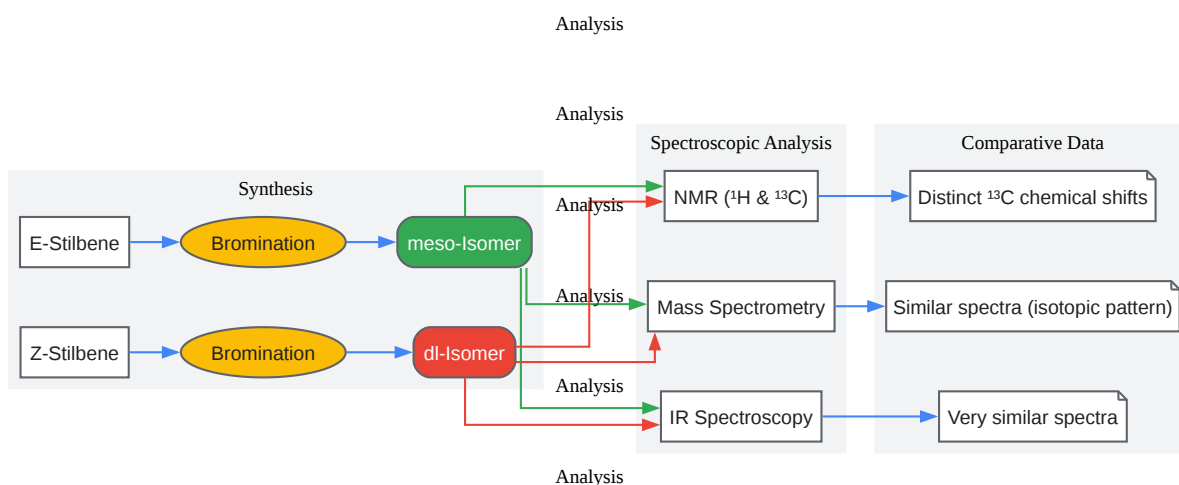 Analysis
Analysis
Spectroscopic Analysis
Comparative Data
Synthesis
NMR (¹H & ¹³C)
Distinct ¹³C chemical shifts
Analysis
E-Stilbene
Bromination
meso-Isomer
Analysis
Mass Spectrometry
Similar spectra (isotopic pattern)
Z-Stilbene
Bromination
dl-Isomer
Analysis
IR Spectroscopy
Very similar spectra
Analysis